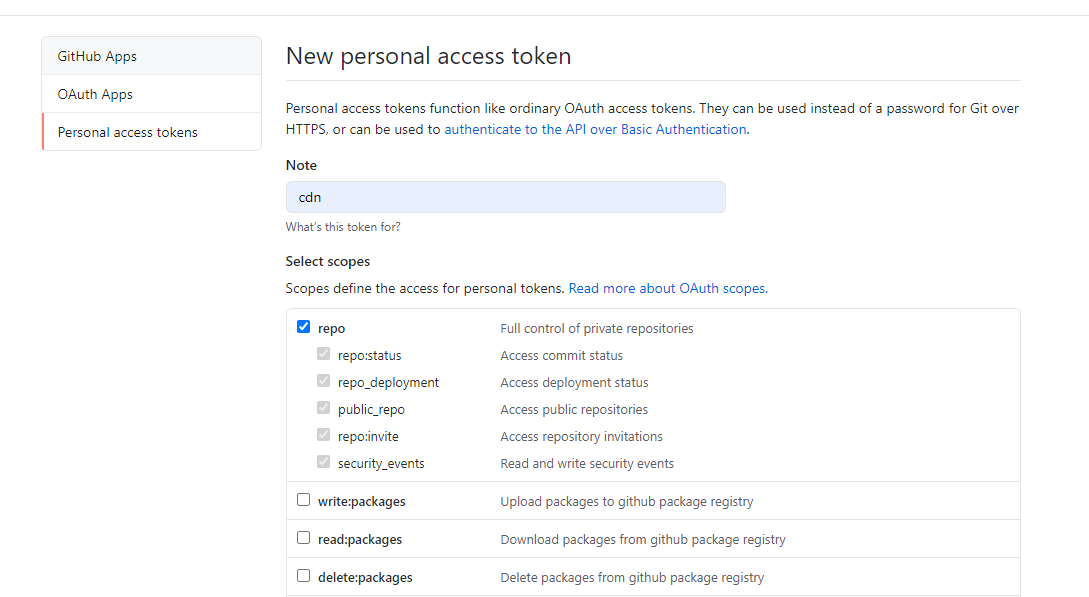 GitHub Apps
OAuth Apps
Personal access tokens
New personal access token
Personal access tokens function like ordinary OAuth access tokens. They can be used instead of a password for Git over
HTTPS, or can be used to authenticate to the API over Basic Authentication.
Note
cdn
What's this token for?
Select scopes
Scopes define the access for personal tokens. Read more about OAuth scopes.
repo Full control of private repositories
repo:status Access commit status
repo_deployment Access deployment status
public_repo Access public repositories
repo:invite Access repository invitations
security_events Read and write security events
write:packages Upload packages to github package registry
read:packages Download packages from github package registry
delete:packages Delete packages from github package registry